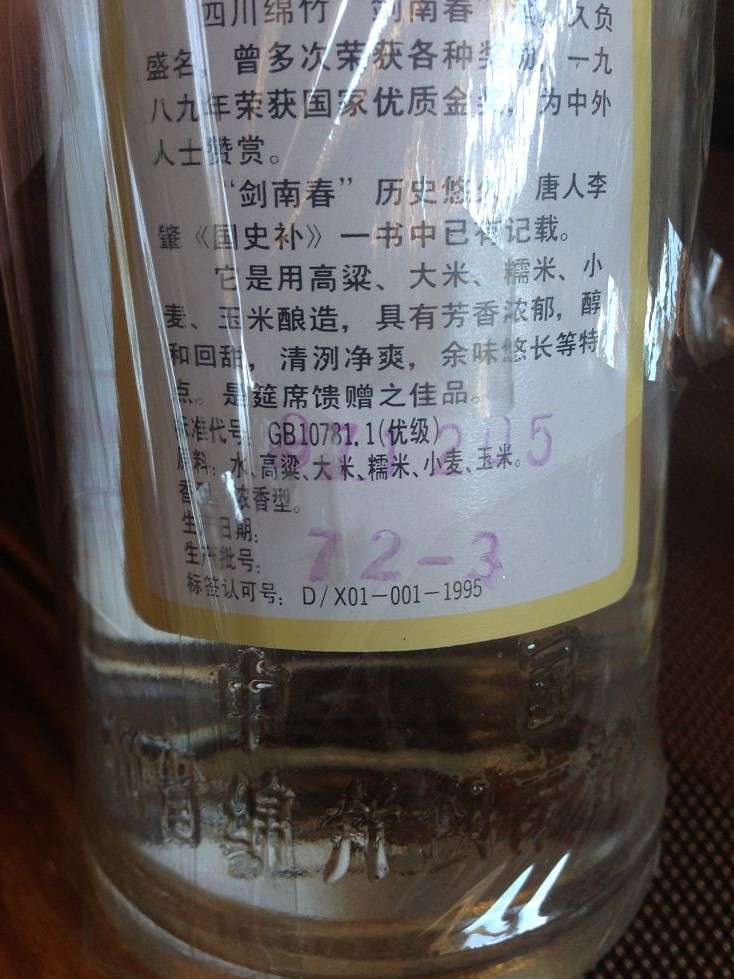 四川绵竹"剑南春" 久负
盛名，曾多次荣获各种奖励，一九
八九年荣获国家优质金奖，为中外
人士赞赏。
"剑南春"历史悠久，唐人李
肇《国史补》一书中已有记载。
它是用高粱、大米、糯米、小
麦、玉米酿造，具有芳香浓郁，醇
和回甜，清洌净爽，余味悠长等特
点。是筵席馈赠之佳品。
标准代号：GB10781.1(优级)
原料：水、高粱、大米、糯米、小麦、玉米。
香型：浓香型。
生产日期：
生产批号：72-3
标签认可号：D/X01-001-1995
中国
绵竹